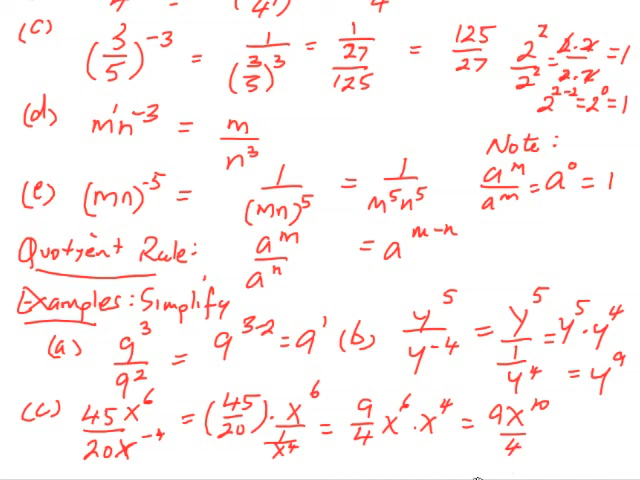 (c) (3/5)^-3 = 1/(3/5)^3 = 1/(27/125) = 125/27   2^2/2^2 = 2·2/2·2 = 1
2^2-2 = 2^0 = 1
(d) m^1n^-3 = m/n^3
Note:
(e) (mn)^-5 = 1/(mn)^5 = 1/m^5n^5   a^m/a^m = a^0 = 1
Quotient Rule: a^m/a^n = a^m-n
Examples: Simplify
(a) 9^3/9^2 = 9^3-2 = 9^1   (b) y^5/y^-4 = y^5/(1/y^4) = y^5·y^4
= y^9
(c) 45x^6/20x^-4 = (45/20)·x^6/(1/x^4) = 9/4 x^6·x^4 = 9x^10/4